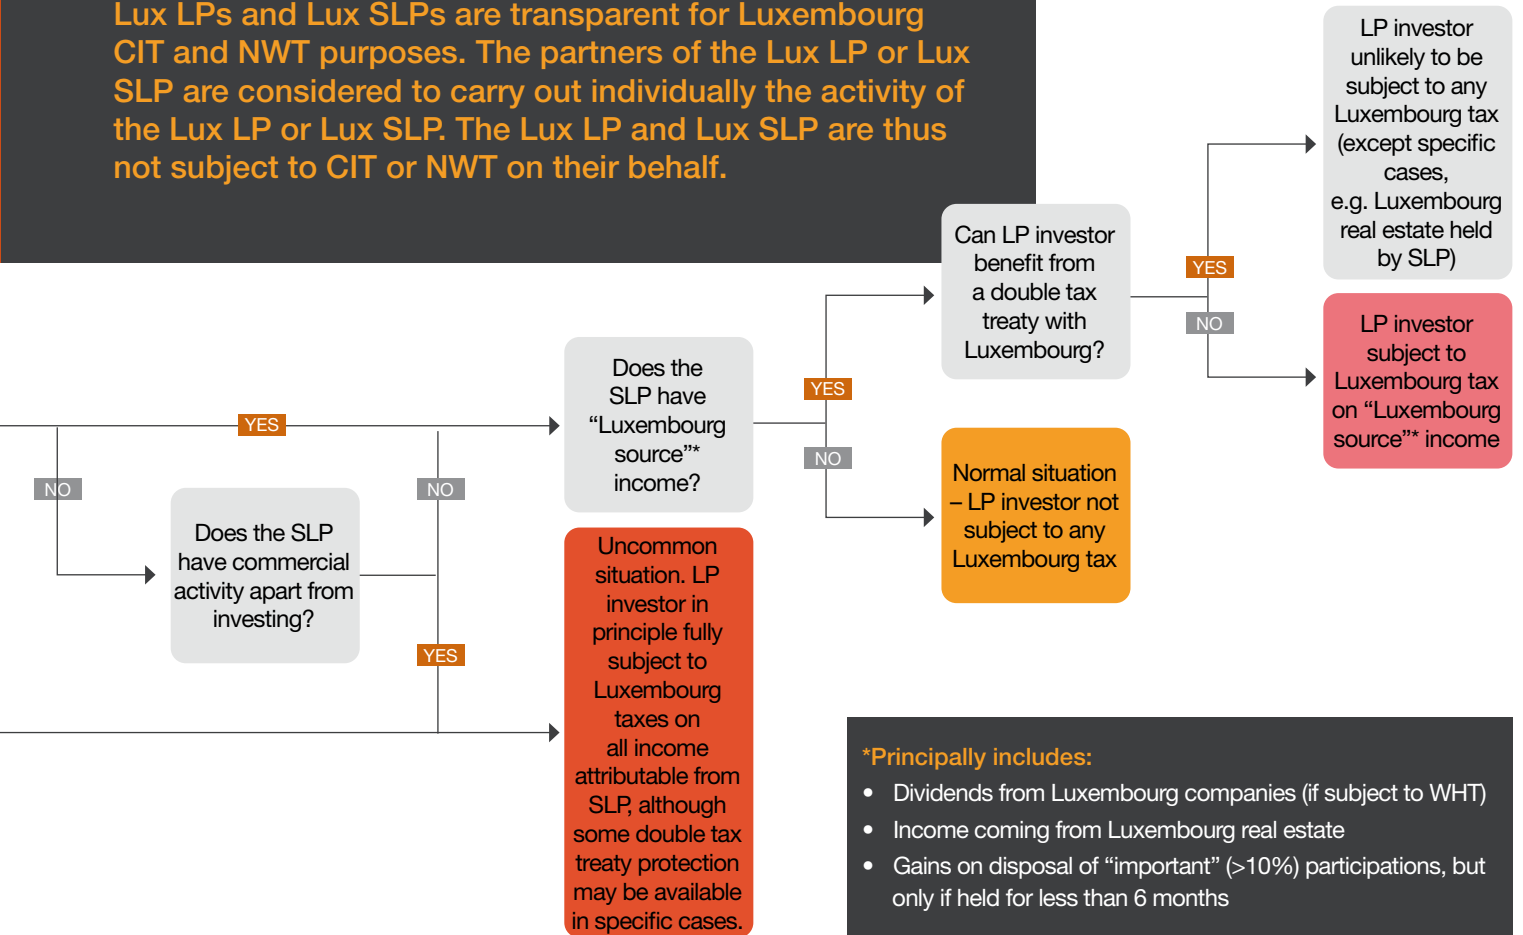 Lux LPs and Lux SLPs are transparent for Luxembourg
CIT and NWT purposes. The partners of the Lux LP or Lux
SLP are considered to carry out individually the activity of
the Lux LP or Lux SLP. The Lux LP and Lux SLP are thus
not subject to CIT or NWT on their behalf.
YES
NO
Does the SLP
have commercial
activity apart from
investing?
NO
YES
Does the
SLP have
“Luxembourg
source”*
income?
Uncommon
situation. LP
investor in
principle fully
subject to
Luxembourg
taxes on
all income
attributable from
SLP, although
some double tax
treaty protection
may be available
in specific cases.
YES
NO
Can LP investor
benefit from
a double tax
treaty with
Luxembourg?
Normal situation
– LP investor not
subject to any
Luxembourg tax
YES
NO
LP investor
unlikely to be
subject to any
Luxembourg tax
(except specific
cases,
e.g. Luxembourg
real estate held
by SLP)
LP investor
subject to
Luxembourg tax
on “Luxembourg
source”* income
*Principally includes:
• Dividends from Luxembourg companies (if subject to WHT)
• Income coming from Luxembourg real estate
• Gains on disposal of “important” (>10%) participations, but
only if held for less than 6 months